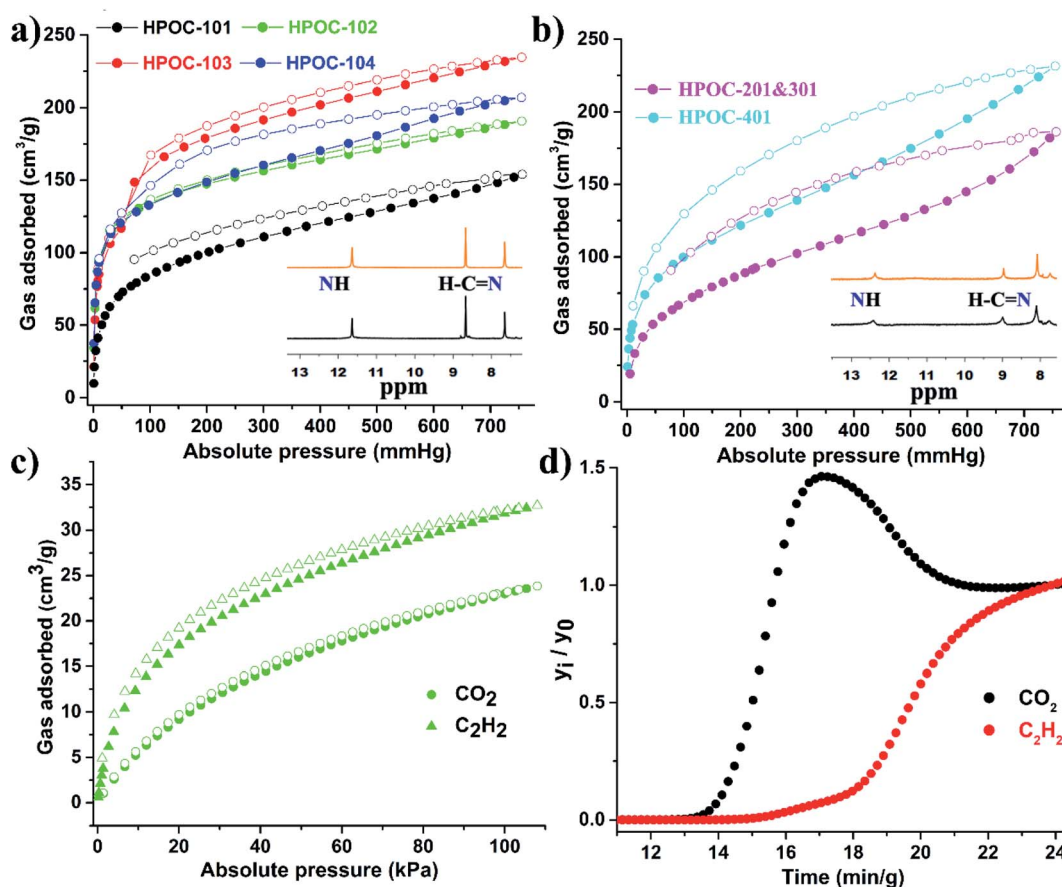 a)
HPOC-101 HPOC-102
HPOC-103 HPOC-104
Gas adsorbed (cm³/g)
250
200
150
100
50
0
NH H-C=N
13 12 11 10 9 8
ppm
0 100 200 300 400 500 600 700
Absolute pressure (mmHg)
b)
HPOC-201&301
HPOC-401
Gas adsorbed (cm³/g)
250
200
150
100
50
0
NH H-C=N
13 12 11 10 9 8
ppm
0 100 200 300 400 500 600 700
Absolute pressure (mmHg)
c)
Gas adsorbed (cm³/g)
35
30
25
20
15
10
5
0
CO₂
C₂H₂
0 20 40 60 80 100
Absolute pressure (kPa)
d)
yᵢ / y₀
1.5
1.0
0.5
0.0
CO₂
C₂H₂
12 14 16 18 20 22 24
Time (min/g)